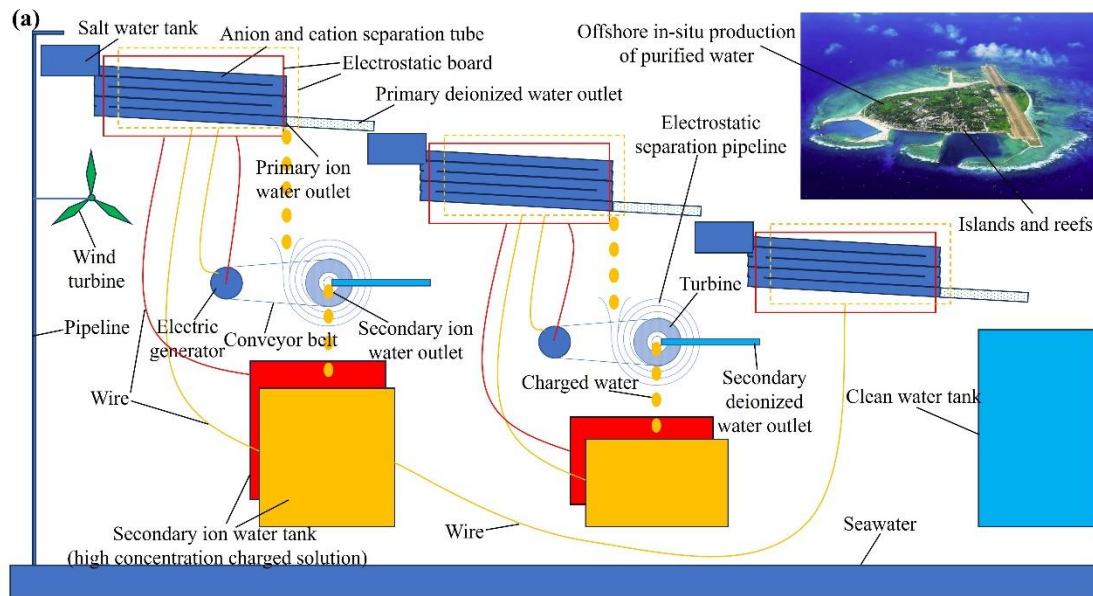 (a)
Salt water tank
Anion and cation separation tube
Electrostatic board
Primary deionized water outlet
Offshore in-situ production
of purified water
Electrostatic
separation pipeline
Primary ion
water outlet
Islands and reefs
Wind
turbine
Turbine
Pipeline
Electric
generator
Conveyor belt
Secondary ion
water outlet
Wire
Charged water
Secondary
deionized
water outlet
Clean water tank
Secondary ion water tank
(high concentration charged solution)
Wire
Seawater